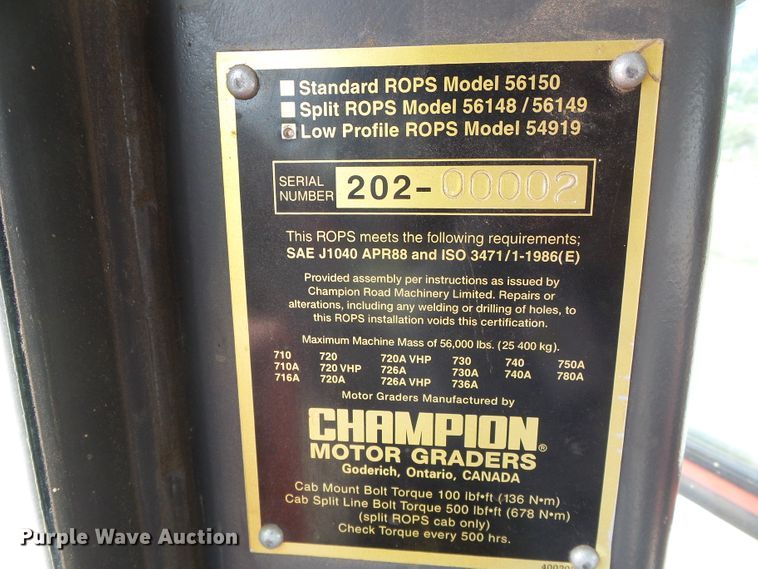 Standard ROPS Model 56150
Split ROPS Model 56148 / 56149
Low Profile ROPS Model 54919
SERIAL NUMBER 202-00002
This ROPS meets the following requirements;
SAE J1040 APR88 and ISO 3471/1-1986(E)
Provided assembly per instructions as issued by
Champion Road Machinery Limited. Repairs or
alterations, including any welding or drilling of holes, to
this ROPS installation voids this certification.
Maximum Machine Mass of 56,000 lbs. (25 400 kg).
710 720 720A VHP 730 740 750A
710A 720 VHP 726A 730A 740A 780A
716A 720A 726A VHP 736A
Motor Graders Manufactured by
CHAMPION®
MOTOR GRADERS
Goderich, Ontario, CANADA
Cab Mount Bolt Torque 100 lbf•ft (136 N•m)
Cab Split Line Bolt Torque 500 lbf•ft (678 N•m)
(split ROPS cab only)
Check Torque every 500 hrs.
Purple Wave Auction